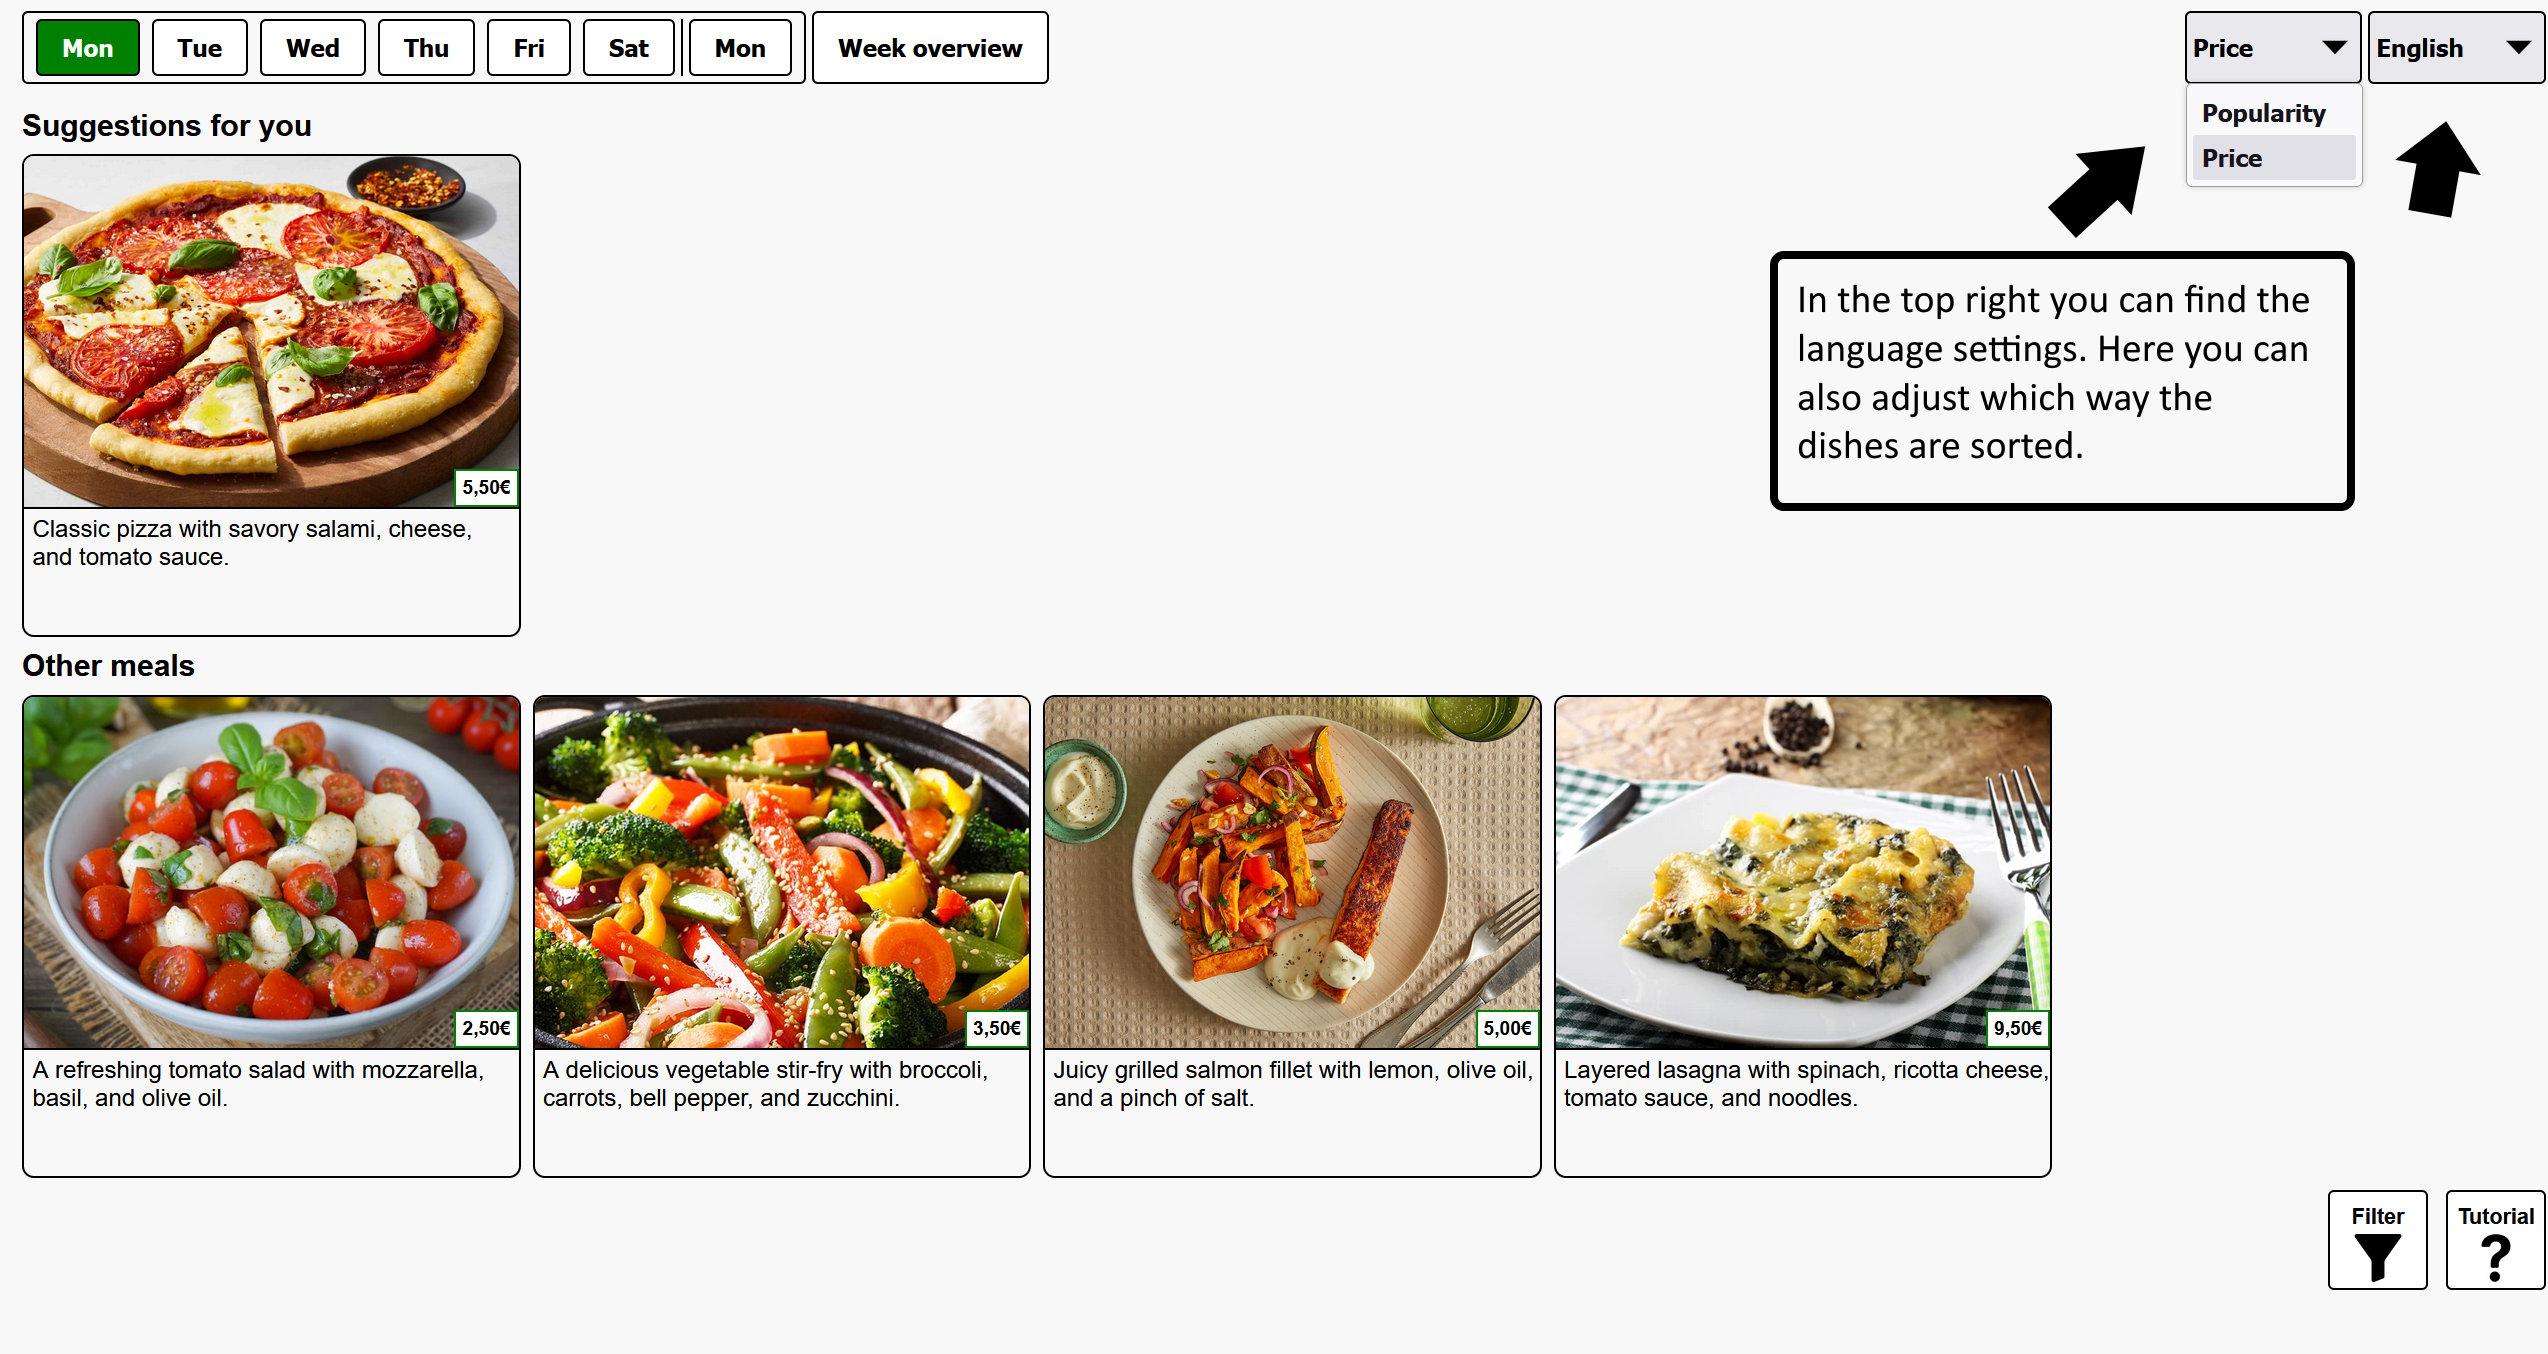 Mon Tue Wed Thu Fri Sat Mon Week overview Price English
Popularity
Price
Suggestions for you
In the top right you can find the
language settings. Here you can
also adjust which way the
dishes are sorted.
5,50€
Classic pizza with savory salami, cheese,
and tomato sauce.
Other meals
2,50€
A refreshing tomato salad with mozzarella,
basil, and olive oil.
3,50€
A delicious vegetable stir-fry with broccoli,
carrots, bell pepper, and zucchini.
5,00€
Juicy grilled salmon fillet with lemon, olive oil,
and a pinch of salt.
9,50€
Layered lasagna with spinach, ricotta cheese,
tomato sauce, and noodles.
Filter
Tutorial
?